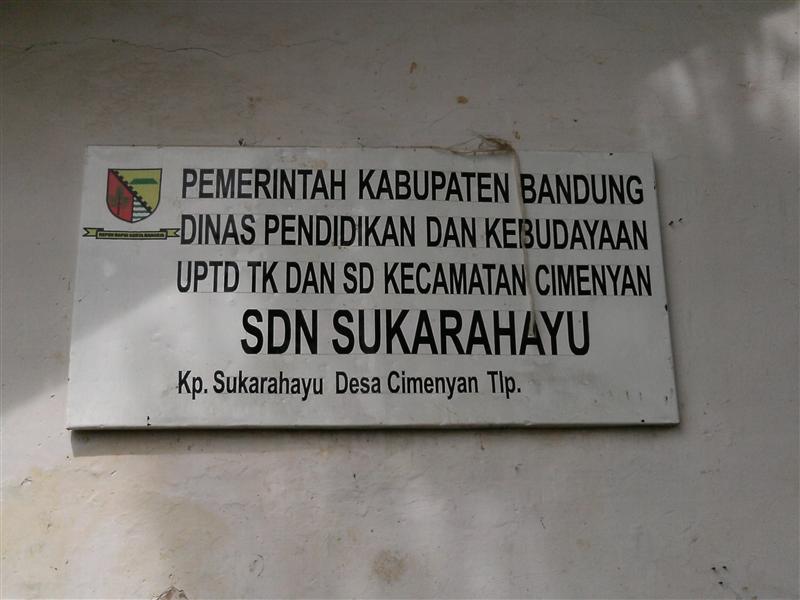 PEMERINTAH KABUPATEN BANDUNG
DINAS PENDIDIKAN DAN KEBUDAYAAN
UPTD TK DAN SD KECAMATAN CIMENYAN
SDN SUKARAHAYU
Kp. Sukarahayu Desa Cimenyan Tlp.